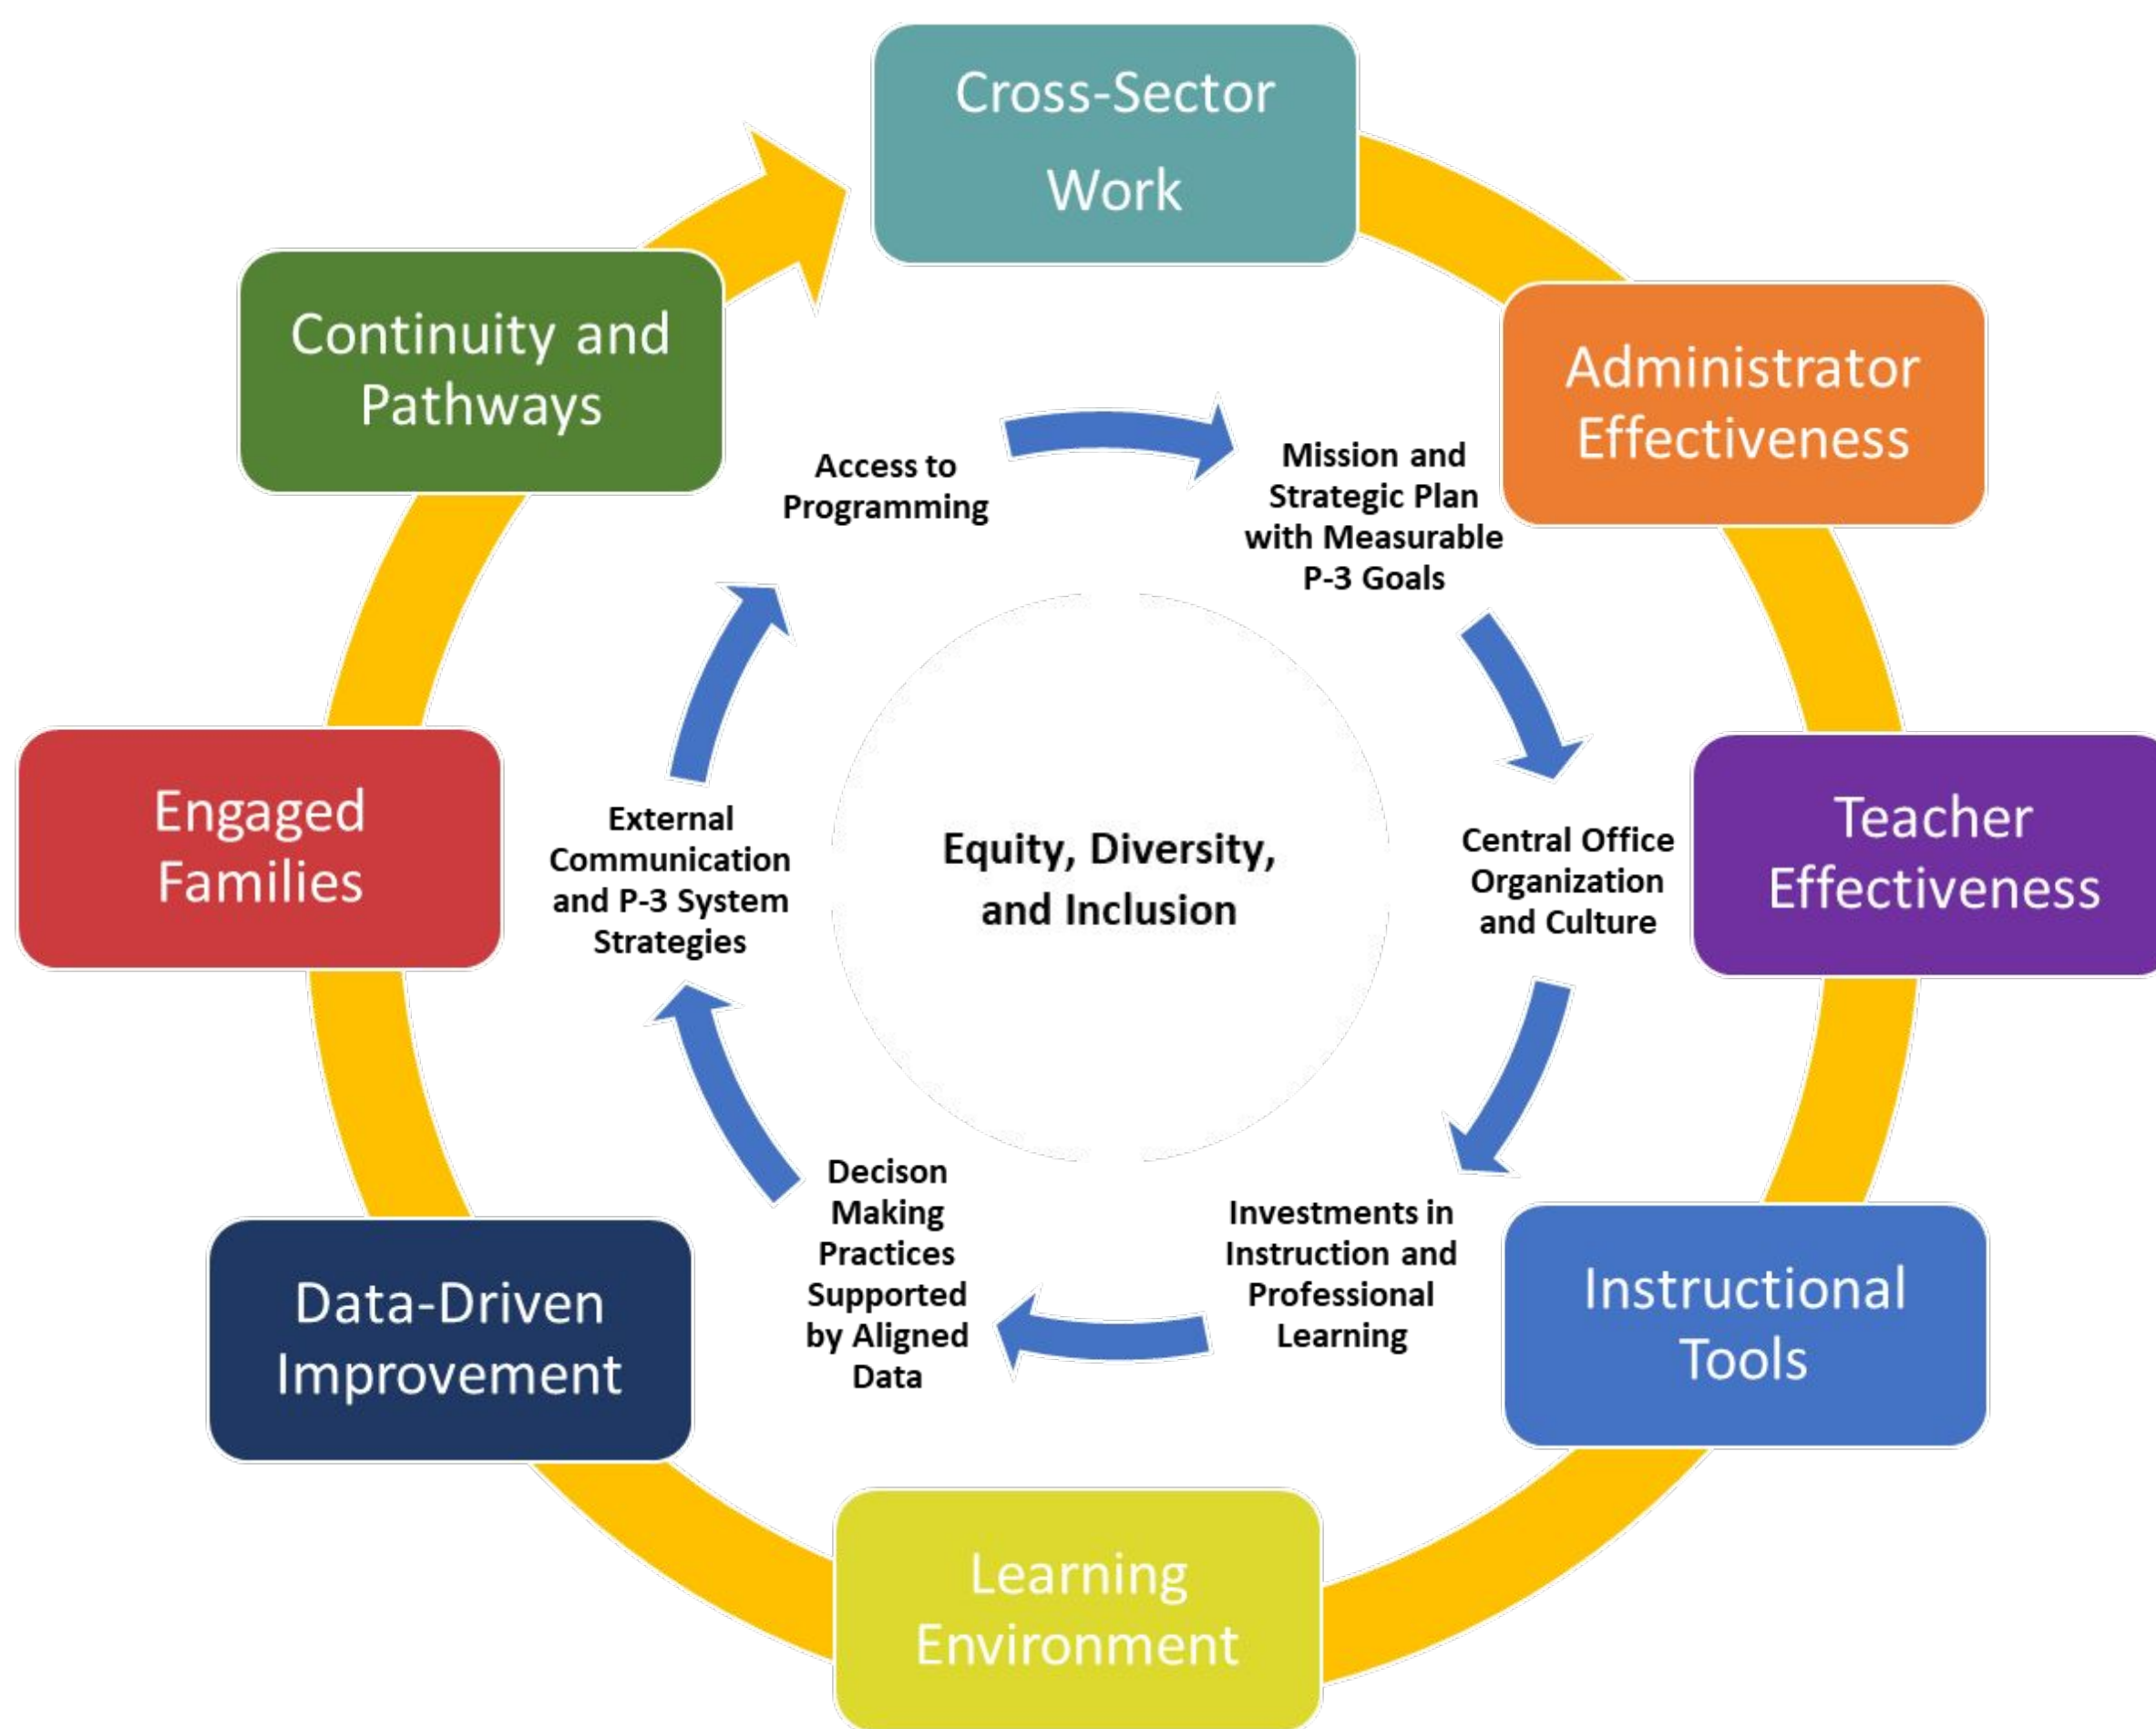 Cross-Sector
Work
Administrator
Effectiveness
Teacher
Effectiveness
Instructional
Tools
Learning
Environment
Data-Driven
Improvement
Engaged
Families
Continuity and
Pathways
Access to
Programming
Mission and
Strategic Plan
with Measurable
P-3 Goals
Central Office
Organization
and Culture
Investments in
Instruction and
Professional
Learning
Decison
Making
Practices
Supported
by Aligned
Data
External
Communication
and P-3 System
Strategies
Equity, Diversity,
and Inclusion